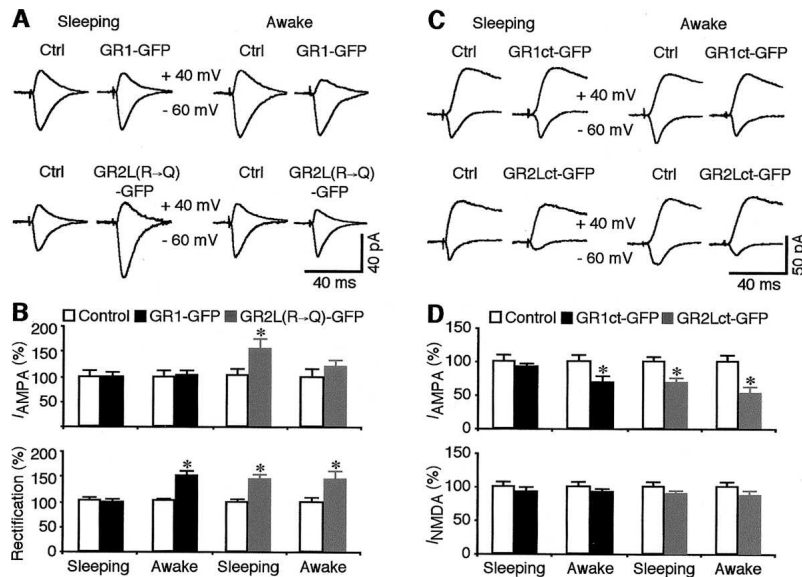 A
Sleeping
Awake
Ctrl
GR1-GFP
Ctrl
GR1-GFP
+ 40 mV
- 60 mV
Ctrl
GR2L(R→Q)
-GFP
Ctrl
GR2L(R→Q)
-GFP
+ 40 mV
- 60 mV
40 pA
40 ms
B
Control
GR1-GFP
GR2L(R→Q)-GFP
IAMPA (%)
200
150
100
50
0
*
Rectification (%)
200
150
100
50
0
*
*
*
Sleeping
Awake
Sleeping
Awake
C
Sleeping
Awake
Ctrl
GR1ct-GFP
Ctrl
GR1ct-GFP
+ 40 mV
- 60 mV
Ctrl
GR2Lct-GFP
Ctrl
GR2Lct-GFP
+ 40 mV
- 60 mV
50 pA
40 ms
D
Control
GR1ct-GFP
GR2Lct-GFP
IAMPA (%)
150
100
50
0
*
*
*
INMDA (%)
150
100
50
0
Sleeping
Awake
Sleeping
Awake